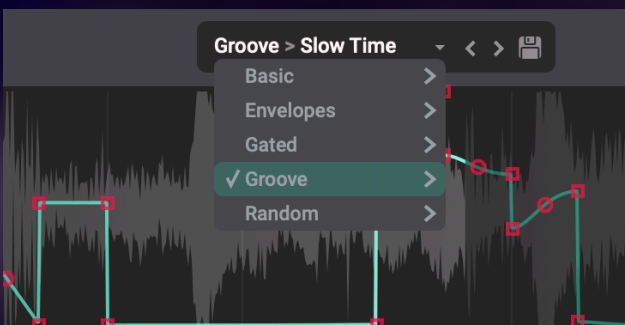 Groove > Slow Time
Basic
Envelopes
Gated
Groove
Random